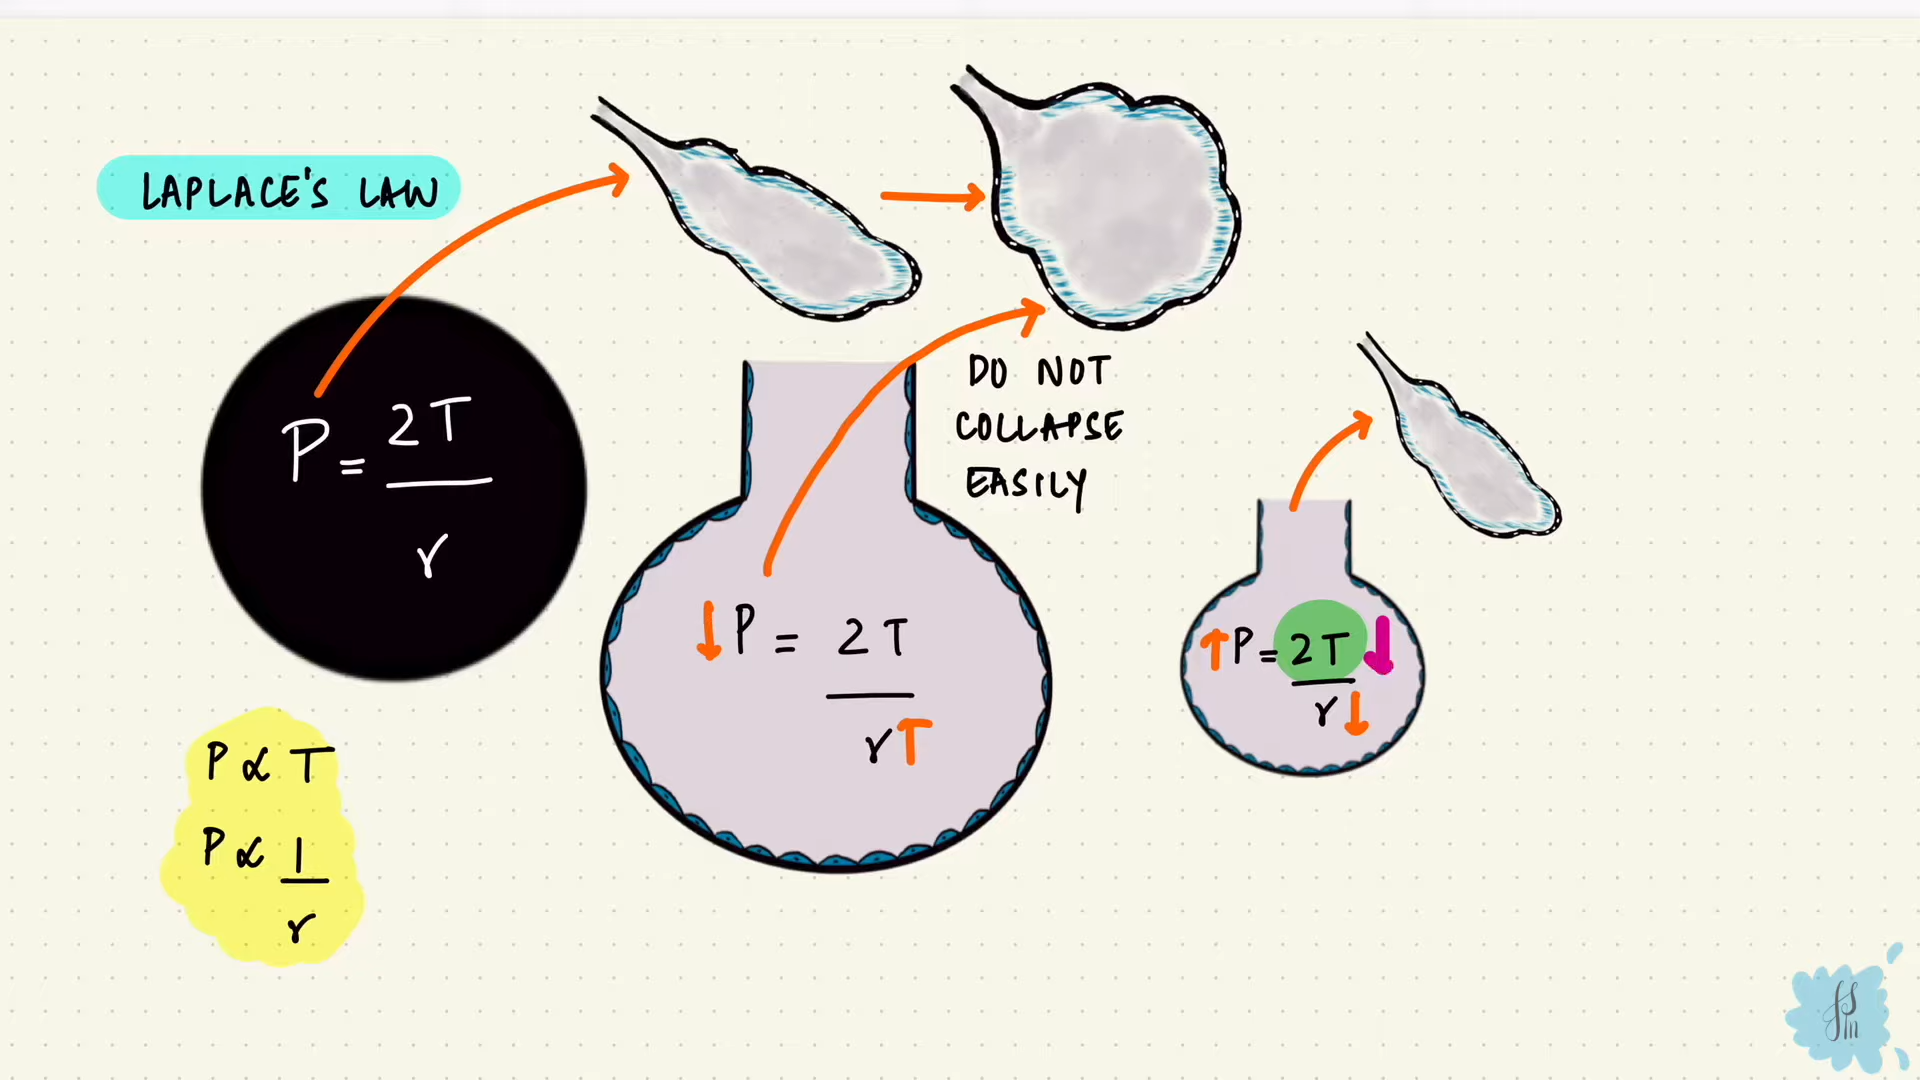 LAPLACE'S LAW
P = 2T
r
P ∝ T
P ∝ 1
r
DO NOT
COLLAPSE
EASILY
↓ P = 2T
r ↑
↑ P = 2T ↓
r ↓